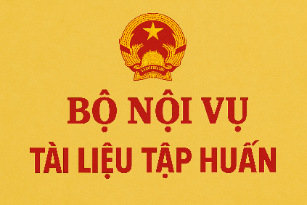 BỘ NỘI VỤ
TÀI LIỆU TẬP HUẤN